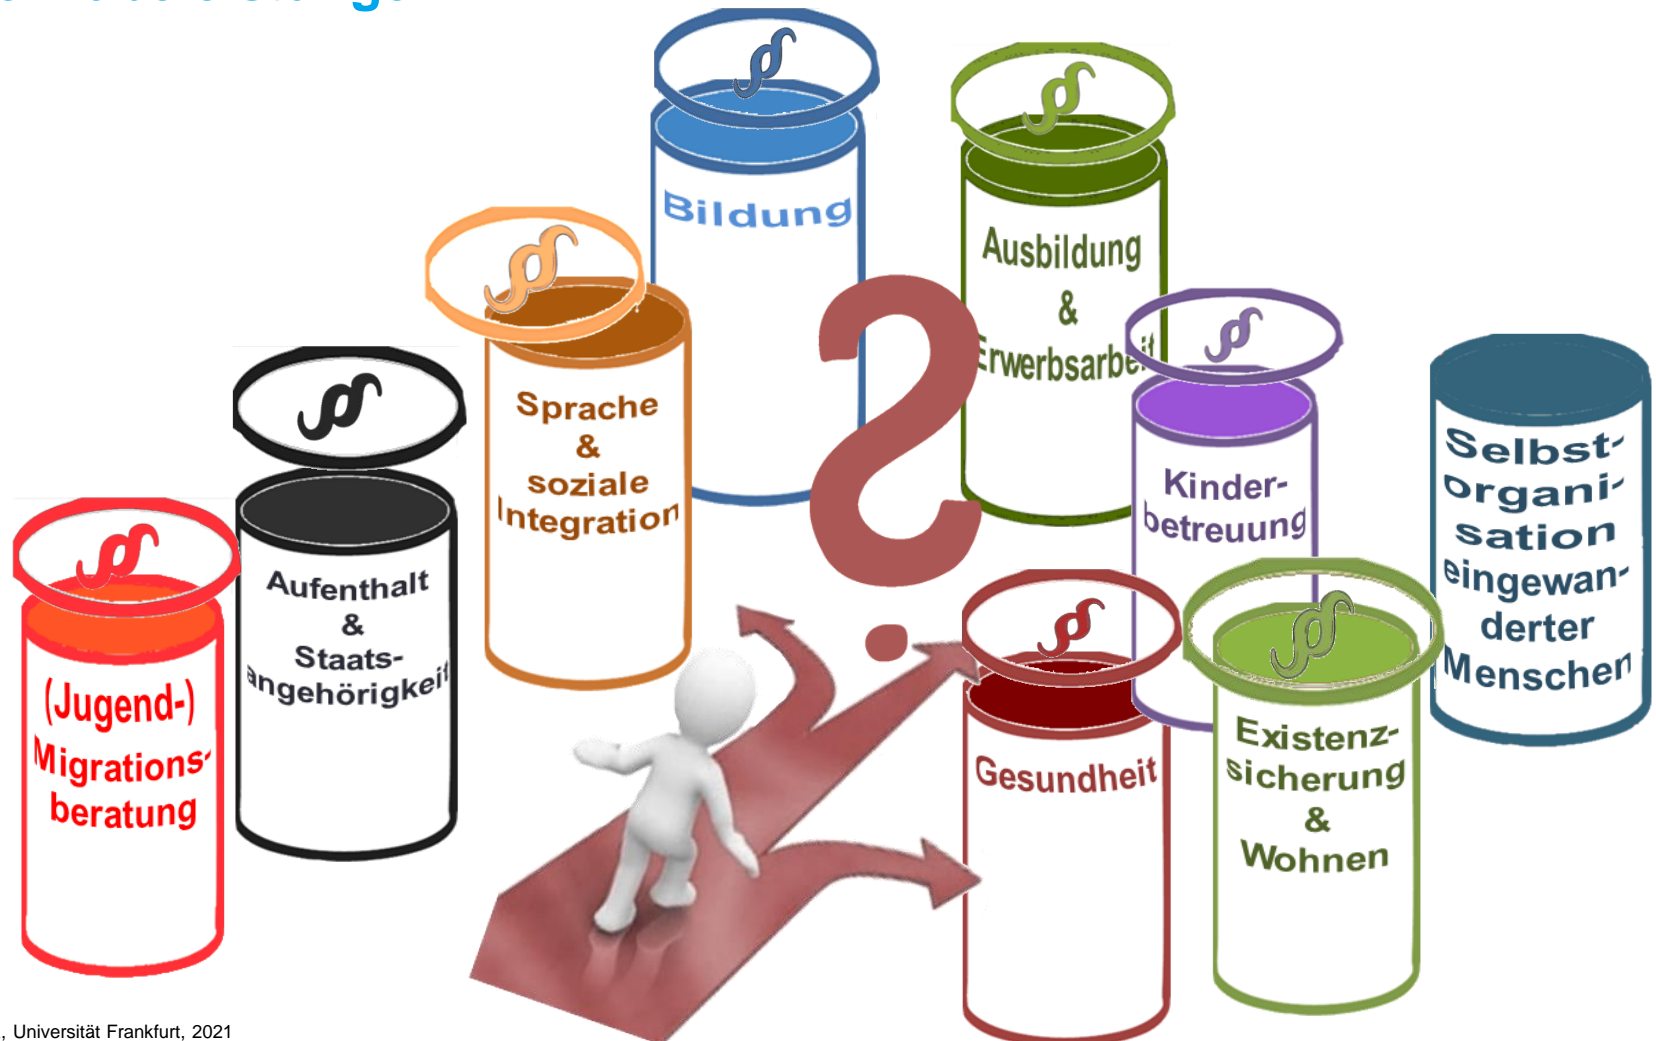 Bildung
Ausbildung
&
Erwerbsarbeit
Sprache
&
soziale
Integration
Kinder-
betreuung
Selbst-
organi-
sation
eingewan-
derter
Menschen
Aufenthalt
&
Staats-
angehörigkeit
(Jugend-)
Migrations-
beratung
Gesundheit
Existenz-
sicherung
&
Wohnen
§
§
§
§
§
§
§
§
?
, Universität Frankfurt, 2021